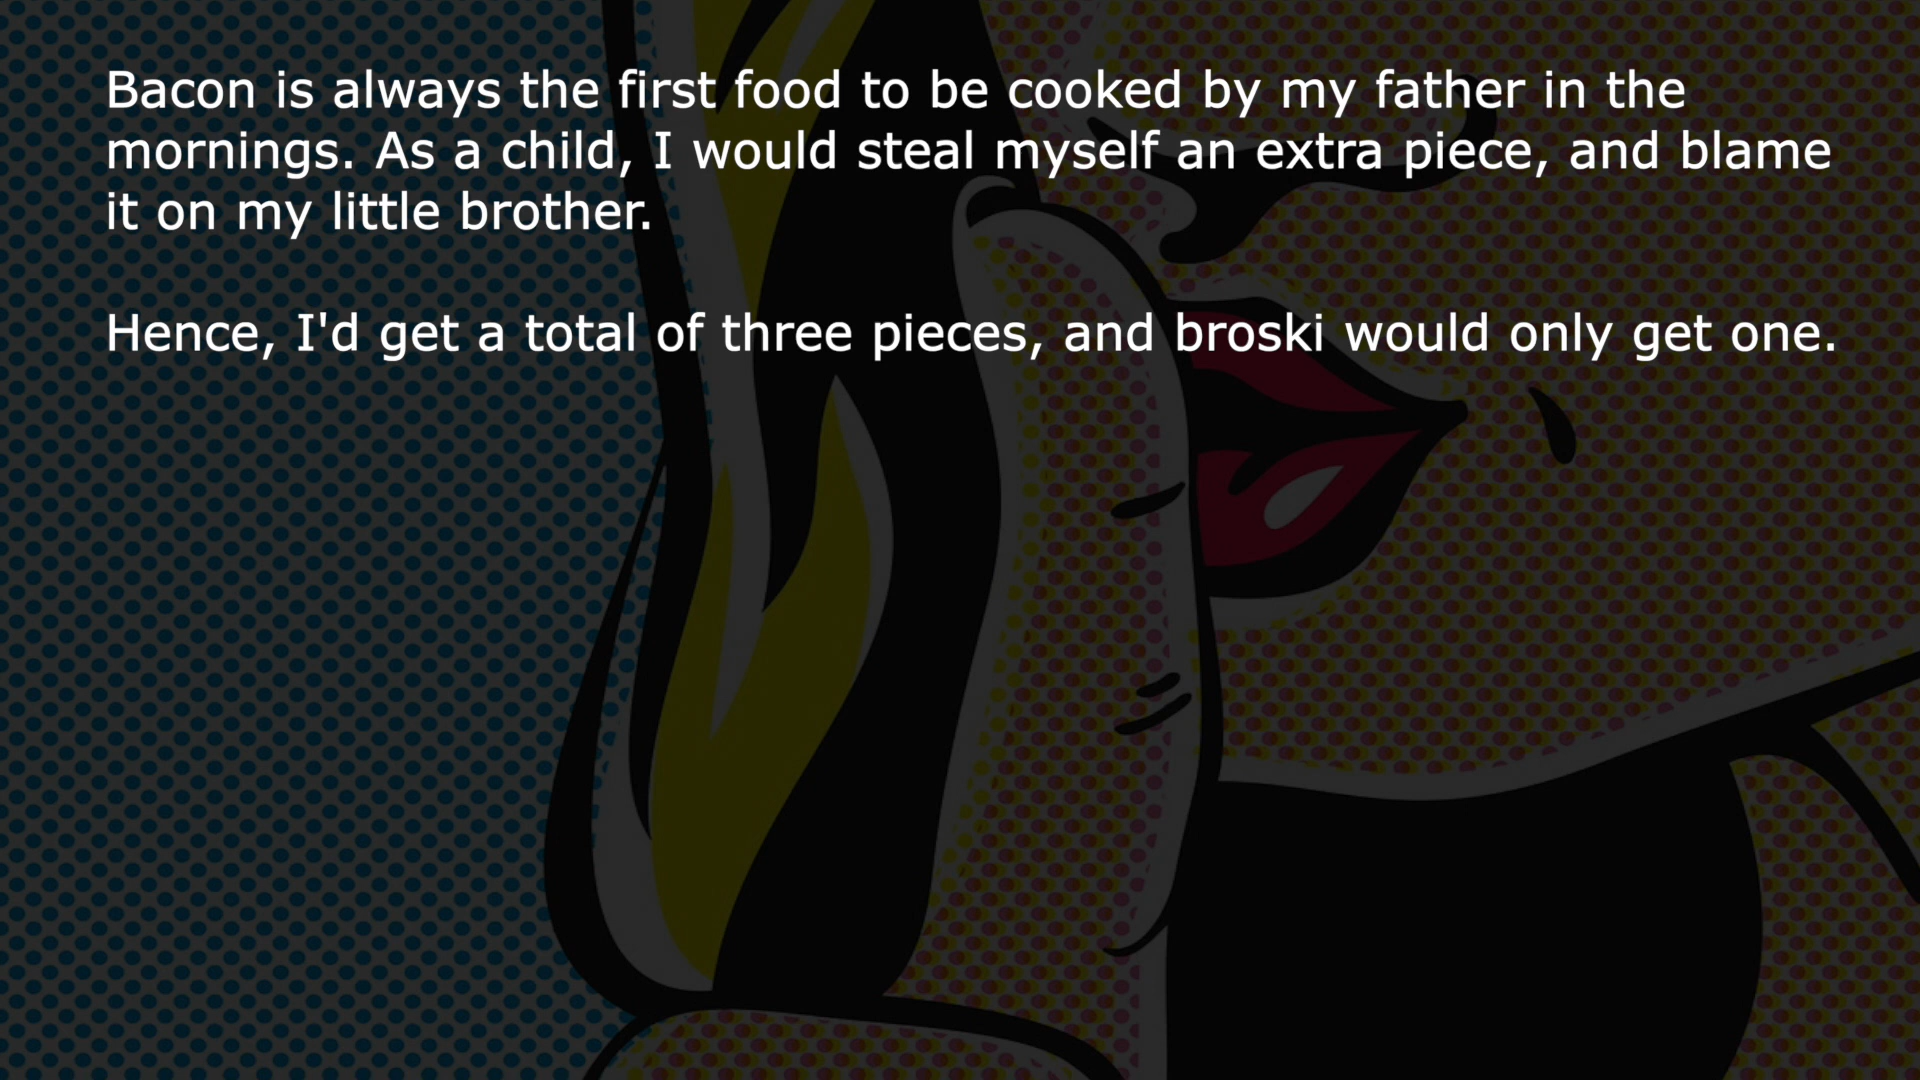 Bacon is always the first food to be cooked by my father in the
mornings. As a child, I would steal myself an extra piece, and blame
it on my little brother.
Hence, I'd get a total of three pieces, and broski would only get one.